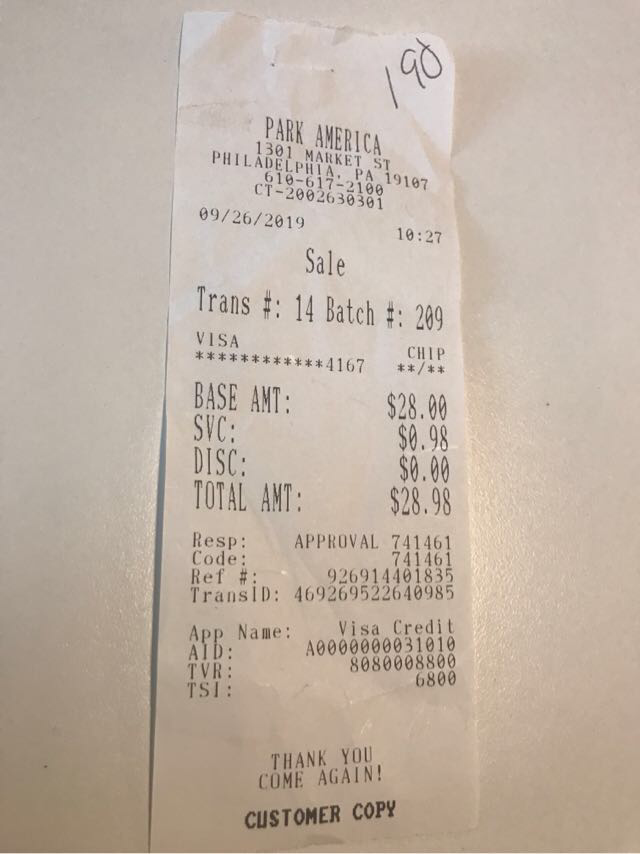 190
PARK AMERICA
1301 MARKET ST
PHILADELPHIA, PA 19107
610-617-2100
CT-2002630301
09/26/2019 10:27
Sale
Trans #: 14 Batch #: 209
VISA CHIP
************4167 **/**
BASE AMT: $28.00
SVC: $0.98
DISC: $0.00
TOTAL AMT: $28.98
Resp: APPROVAL 741461
Code: 741461
Ref #: 926914401835
TransID: 469269522640985
App Name: Visa Credit
AID: A0000000031010
TVR: 8080008800
TSI: 6800
THANK YOU
COME AGAIN!
CUSTOMER COPY